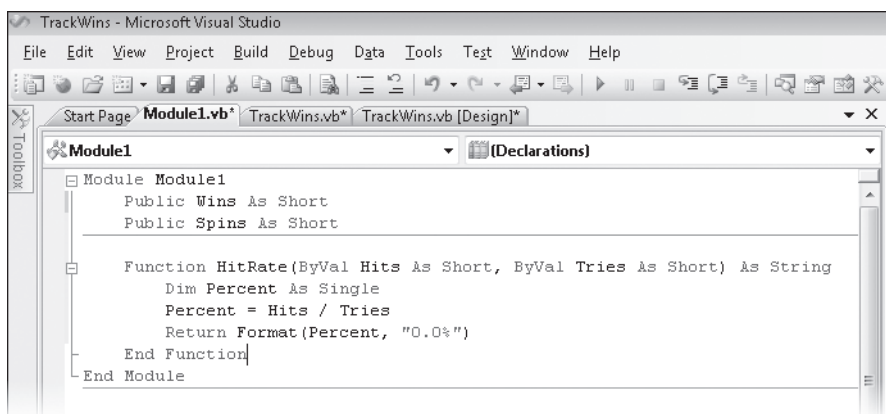 TrackWins - Microsoft Visual Studio
File Edit View Project Build Debug Data Tools Test Window Help
Start Page Module1.vb* TrackWins.vb* TrackWins.vb [Design]*
Toolbox
Module1 (Declarations)
Module Module1
Public Wins As Short
Public Spins As Short
Function HitRate(ByVal Hits As Short, ByVal Tries As Short) As String
Dim Percent As Single
Percent = Hits / Tries
Return Format(Percent, "0.0%")
End Function
End Module